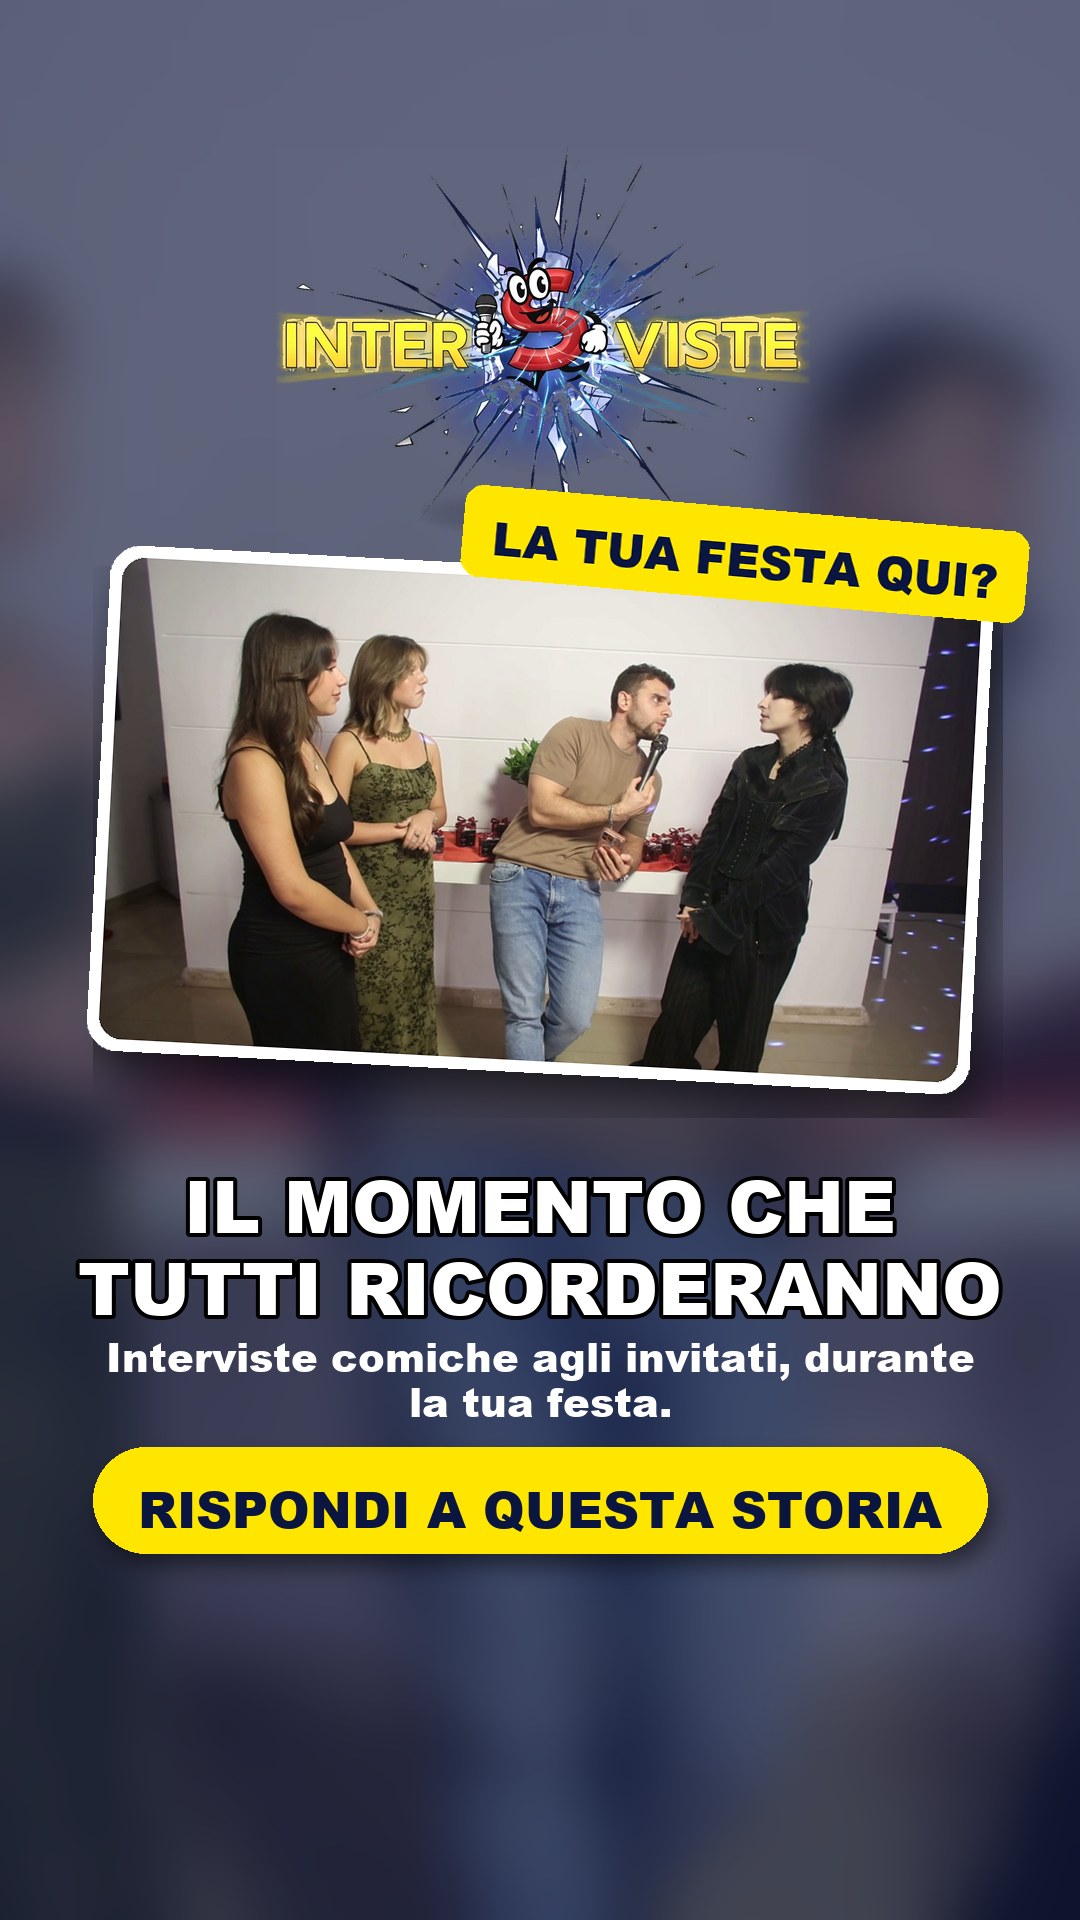 INTER S VISTE
LA TUA FESTA QUI?
IL MOMENTO CHE
TUTTI RICORDERANNO
Interviste comiche agli invitati, durante
la tua festa.
RISPONDI A QUESTA STORIA